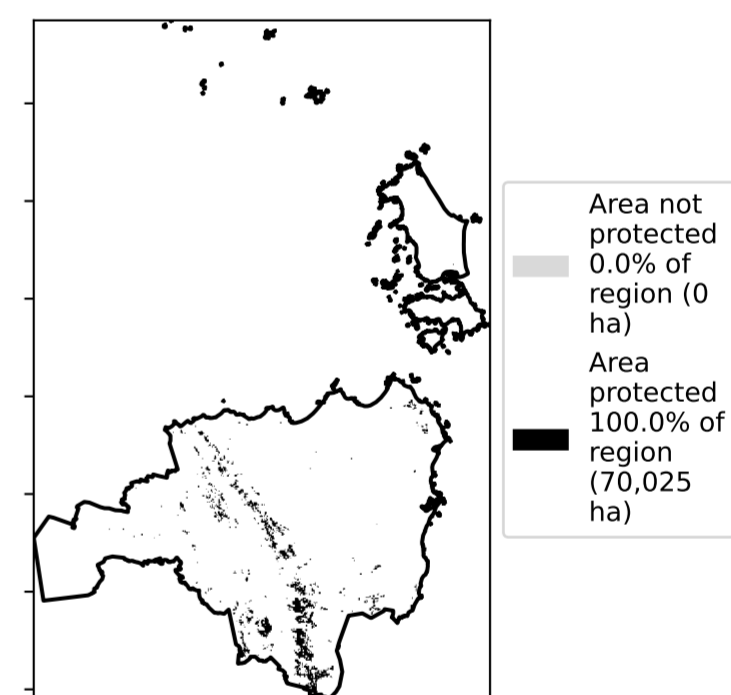 Area not
protected
0.0% of
region (0
ha)
Area
protected
100.0% of
region
(70,025
ha)